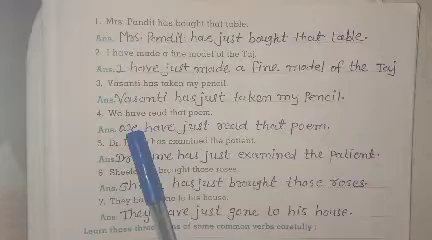 1. Mrs. Pandit has bought that table.
Ans. Mrs. Pandit has just bought that table.
2. I have made a fine model of the Taj.
Ans. I have just made a fine model of the Taj
3. Vasanti has taken my pencil.
Ans. Vasanti has just taken my Pencil.
4. We have read that poem.
Ans. We have just read that poem.
5. Dr. has examined the patient.
Ans. Dr. has just examined the patient.
6. brought those roses.
Ans. has just brought those roses.
7. They to his house.
Ans. They have just gone to his house.
Learn these three of some common verbs carefully: